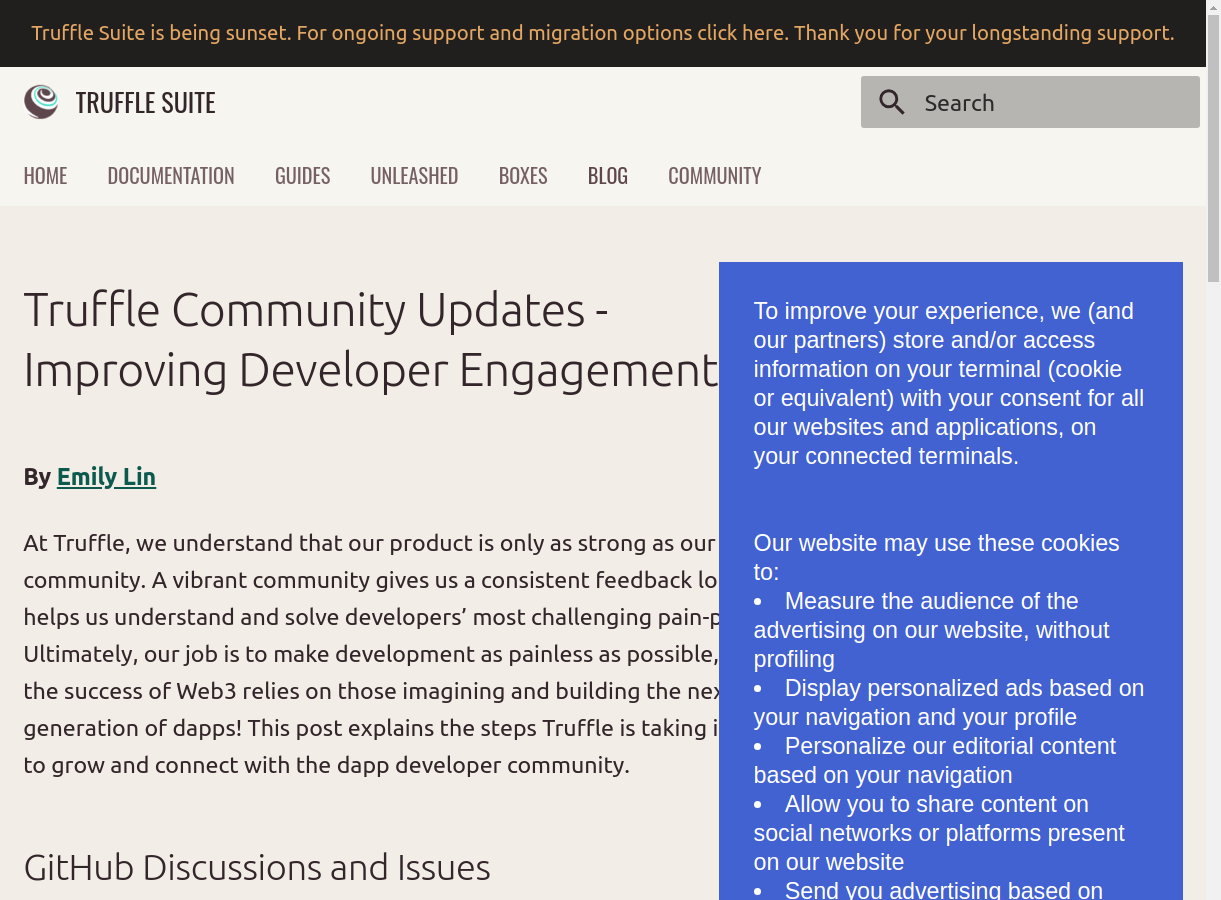 Truffle Suite is being sunset. For ongoing support and migration options click here. Thank you for your longstanding support.
TRUFFLE SUITE
Search
HOME DOCUMENTATION GUIDES UNLEASHED BOXES BLOG COMMUNITY
Truffle Community Updates -
Improving Developer Engagement
By Emily Lin
At Truffle, we understand that our product is only as strong as our
community. A vibrant community gives us a consistent feedback
helps us understand and solve developers’ most challenging
Ultimately, our job is to make development as painless as possible,
the success of Web3 relies on those imagining and building the
generation of dapps! This post explains the steps Truffle is taking
to grow and connect with the dapp developer community.
GitHub Discussions and Issues
To improve your experience, we (and
our partners) store and/or access
information on your terminal (cookie
or equivalent) with your consent for all
our websites and applications, on
your connected terminals.
Our website may use these cookies
to:
• Measure the audience of the
advertising on our website, without
profiling
• Display personalized ads based on
your navigation and your profile
• Personalize our editorial content
based on your navigation
• Allow you to share content on
social networks or platforms present
on our website
• Send you advertising based on